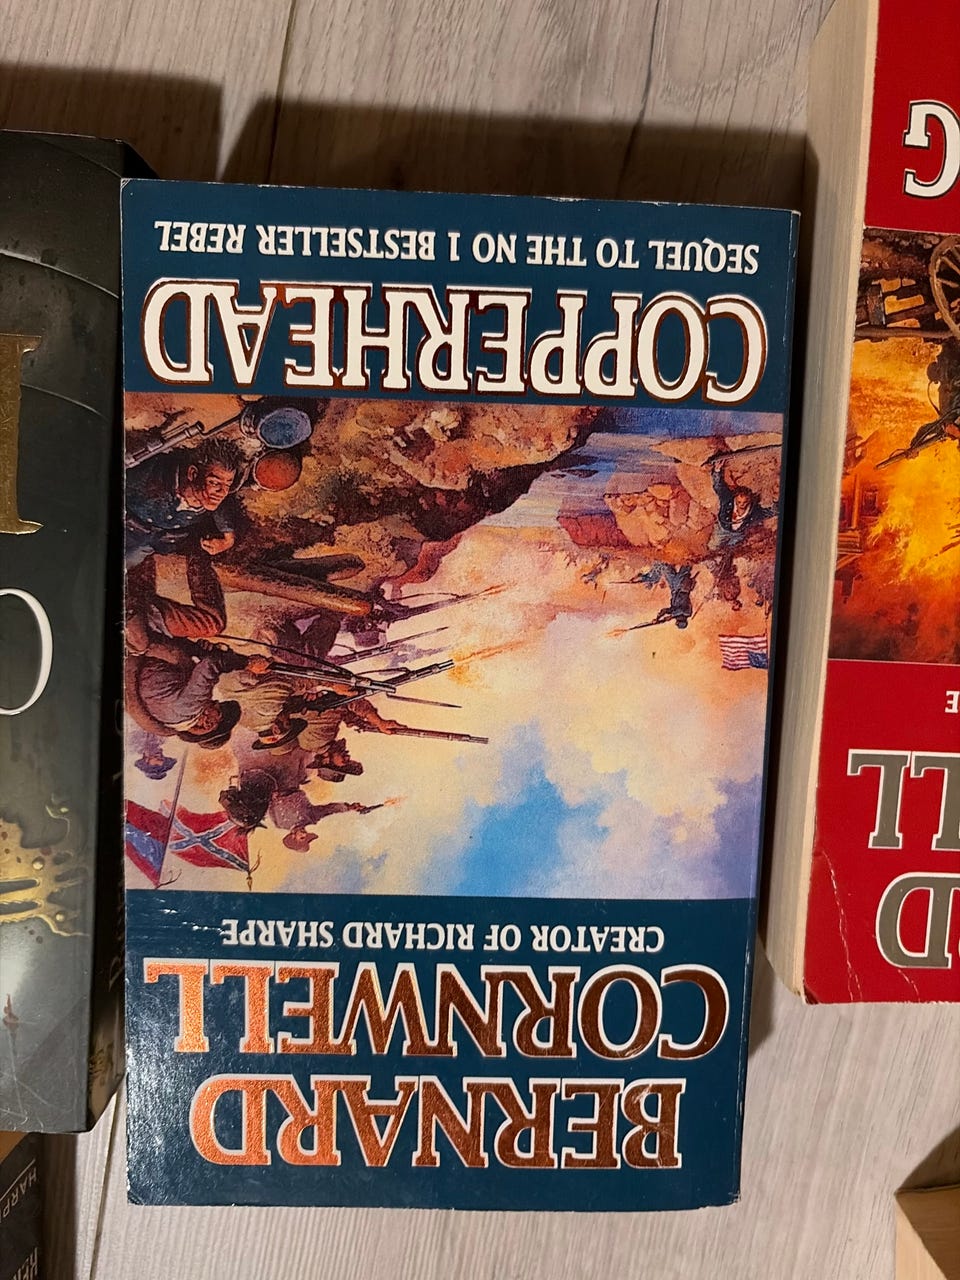 BERNARD
CORNWELL
CREATOR OF RICHARD SHARPE
COPPERHEAD
SEQUEL TO THE NO 1 BESTSELLER REBEL